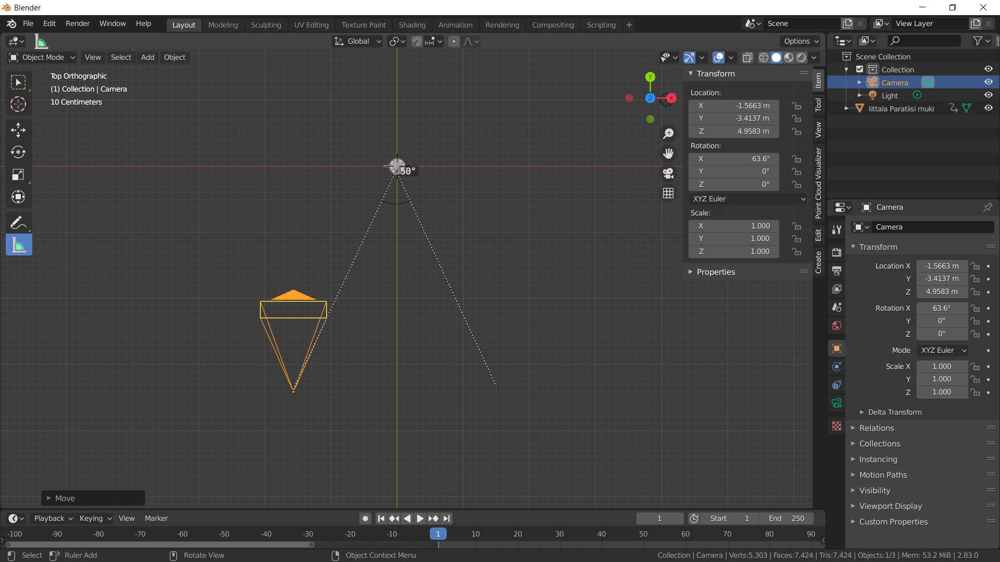 Blender
File Edit Render Window Help Layout Modeling Sculpting UV Editing Texture Paint Shading Animation Rendering Compositing Scripting + Scene View Layer
Global Options
Object Mode View Select Add Object
Top Orthographic
(1) Collection | Camera
10 Centimeters
50°
Y
Z X
Transform
Location:
X -1.5663 m
Y -3.4137 m
Z 4.9583 m
Rotation:
X 63.6°
Y 0°
Z 0°
XYZ Euler
Scale:
X 1.000
Y 1.000
Z 1.000
Properties
Item
Tool
View
Point Cloud Visualizer
Edit
Create
Scene Collection
Collection
Camera
Light
Iittala Paratiisi muki
Camera
Camera
Transform
Location X -1.5663 m
Y -3.4137 m
Z 4.9583 m
Rotation X 63.6°
Y 0°
Z 0°
Mode XYZ Euler
Scale X 1.000
Y 1.000
Z 1.000
Delta Transform
Relations
Collections
Instancing
Motion Paths
Visibility
Viewport Display
Custom Properties
Move
Playback Keying View Marker 1 Start 1 End 250
-100 -90 -80 -70 -60 -50 -40 -30 -20 -10 1 10 20 30 40 50 60 70 80 90
Select Ruler Add Rotate View Object Context Menu Collection | Camera | Verts:5,303 | Faces:7,424 | Tris:7,424 | Objects:1/3 | Mem: 53.2 MiB | 2.83.0